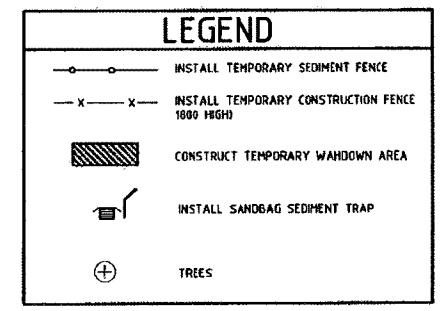 LEGEND
INSTALL TEMPORARY SEDIMENT FENCE
x x INSTALL TEMPORARY CONSTRUCTION FENCE
1800 HIGH)
CONSTRUCT TEMPORARY WAHDOWN AREA
INSTALL SANDBAG SEDIMENT TRAP
TREES